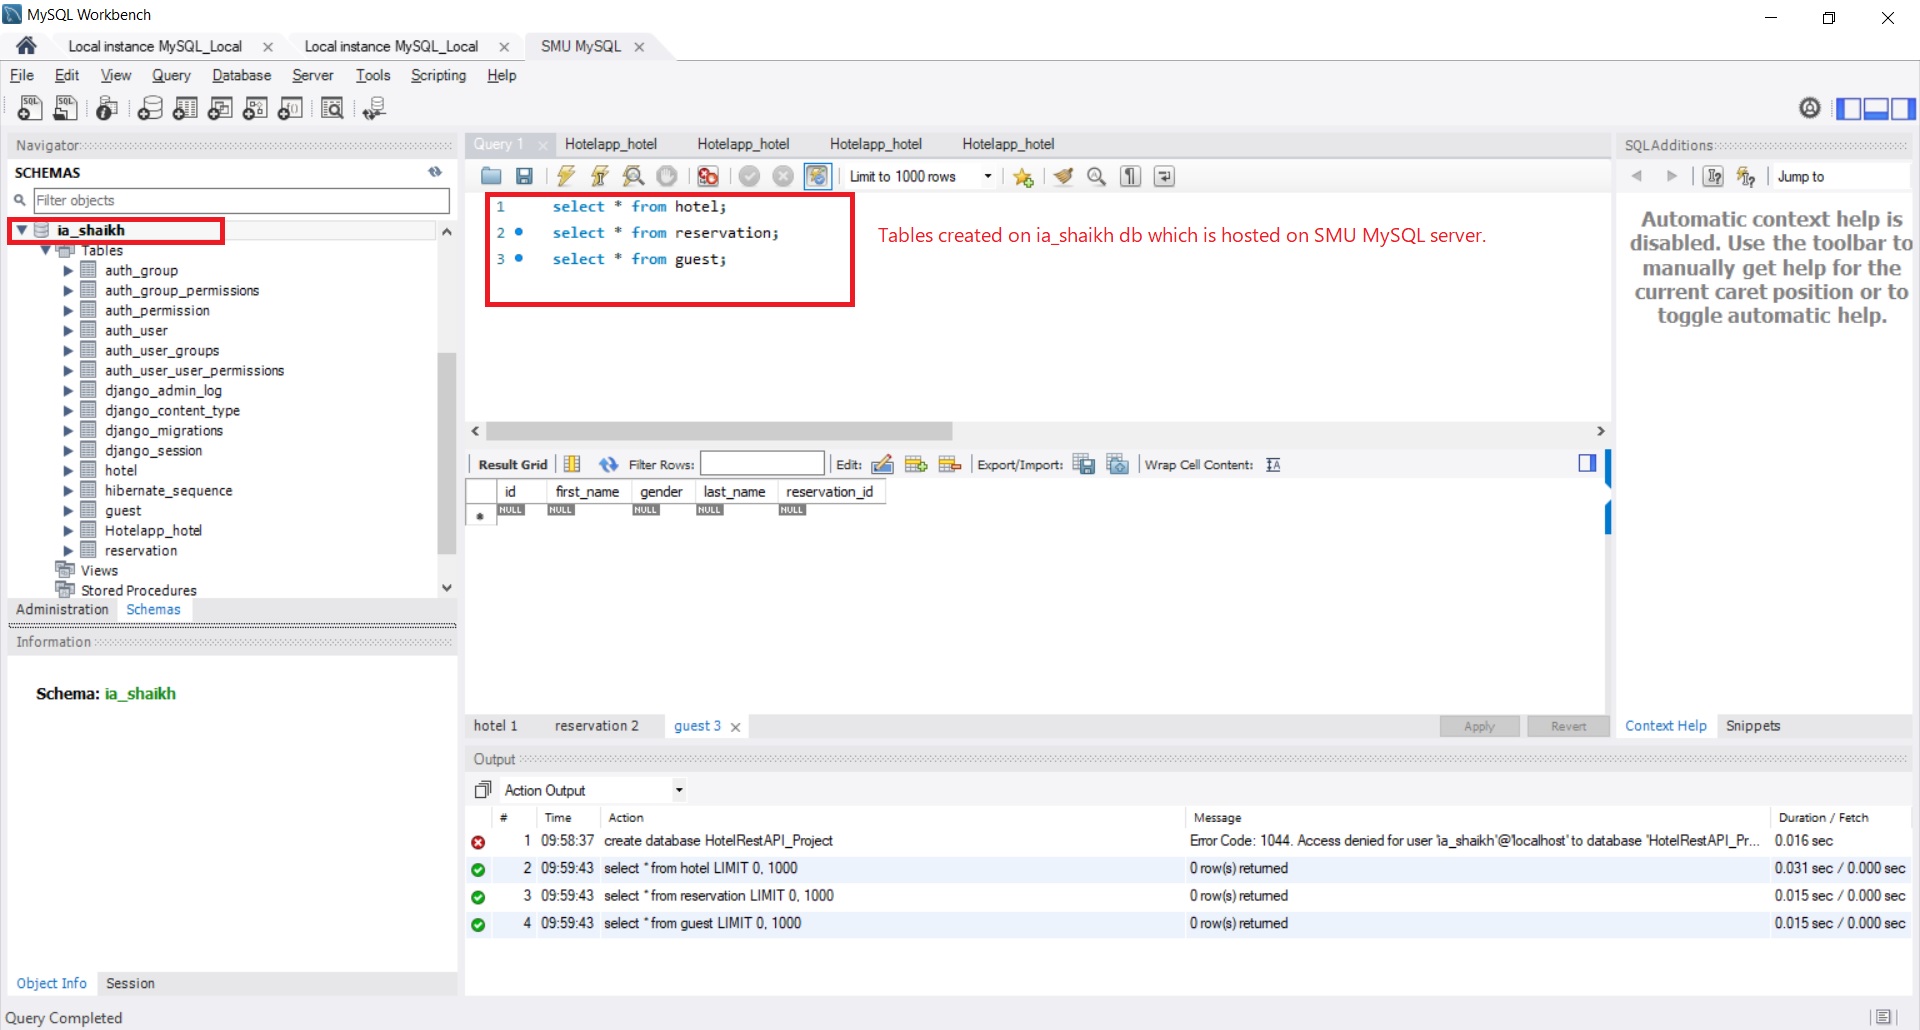 MySQL Workbench
Local instance MySQL_Local
Local instance MySQL_Local
SMU MySQL
File Edit View Query Database Server Tools Scripting Help
Navigator
SCHEMAS
Filter objects
ia_shaikh
Tables
auth_group
auth_group_permissions
auth_permission
auth_user
auth_user_groups
auth_user_user_permissions
django_admin_log
django_content_type
django_migrations
django_session
hotel
hibernate_sequence
guest
Hotelapp_hotel
reservation
Views
Stored Procedures
Administration Schemas
Information
Schema: ia_shaikh
Object Info Session
Query 1 Hotelapp_hotel Hotelapp_hotel Hotelapp_hotel Hotelapp_hotel
Limit to 1000 rows
1 select * from hotel;
2 select * from reservation;
3 select * from guest;
Tables created on ia_shaikh db which is hosted on SMU MySQL server.
Result Grid Filter Rows: Edit: Export/Import: Wrap Cell Content: IA
id first_name gender last_name reservation_id
NULL NULL NULL NULL NULL
hotel 1 reservation 2 guest 3 Apply Revert
SQLAdditions
Jump to
Automatic context help is
disabled. Use the toolbar to
manually get help for the
current caret position or to
toggle automatic help.
Context Help Snippets
Output
Action Output
# Time Action Message Duration / Fetch
1 09:58:37 create database HotelRestAPI_Project Error Code: 1044. Access denied for user 'ia_shaikh'@'localhost' to database 'HotelRestAPI_Pr... 0.016 sec
2 09:59:43 select * from hotel LIMIT 0, 1000 0 row(s) returned 0.031 sec / 0.000 sec
3 09:59:43 select * from reservation LIMIT 0, 1000 0 row(s) returned 0.015 sec / 0.000 sec
4 09:59:43 select * from guest LIMIT 0, 1000 0 row(s) returned 0.015 sec / 0.000 sec
Query Completed